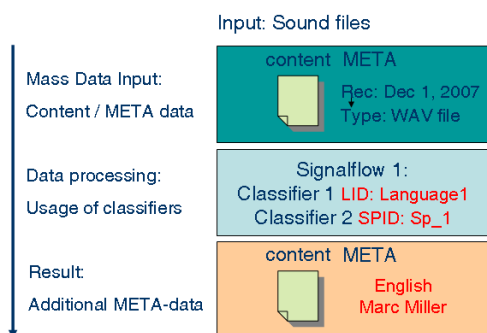 Input: Sound files
Mass Data Input:
Content / META data
content META
Rec: Dec 1, 2007
Type: WAV file
Data processing:
Usage of classifiers
Signalflow 1:
Classifier 1 LID: Language1
Classifier 2 SPID: Sp_1
Result:
Additional META-data
content META
English
Marc Miller